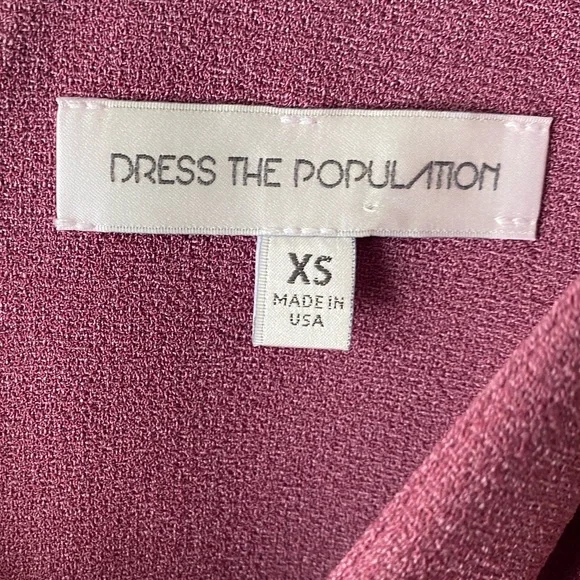 DRESS THE POPULATION
XS
MADE IN
USA